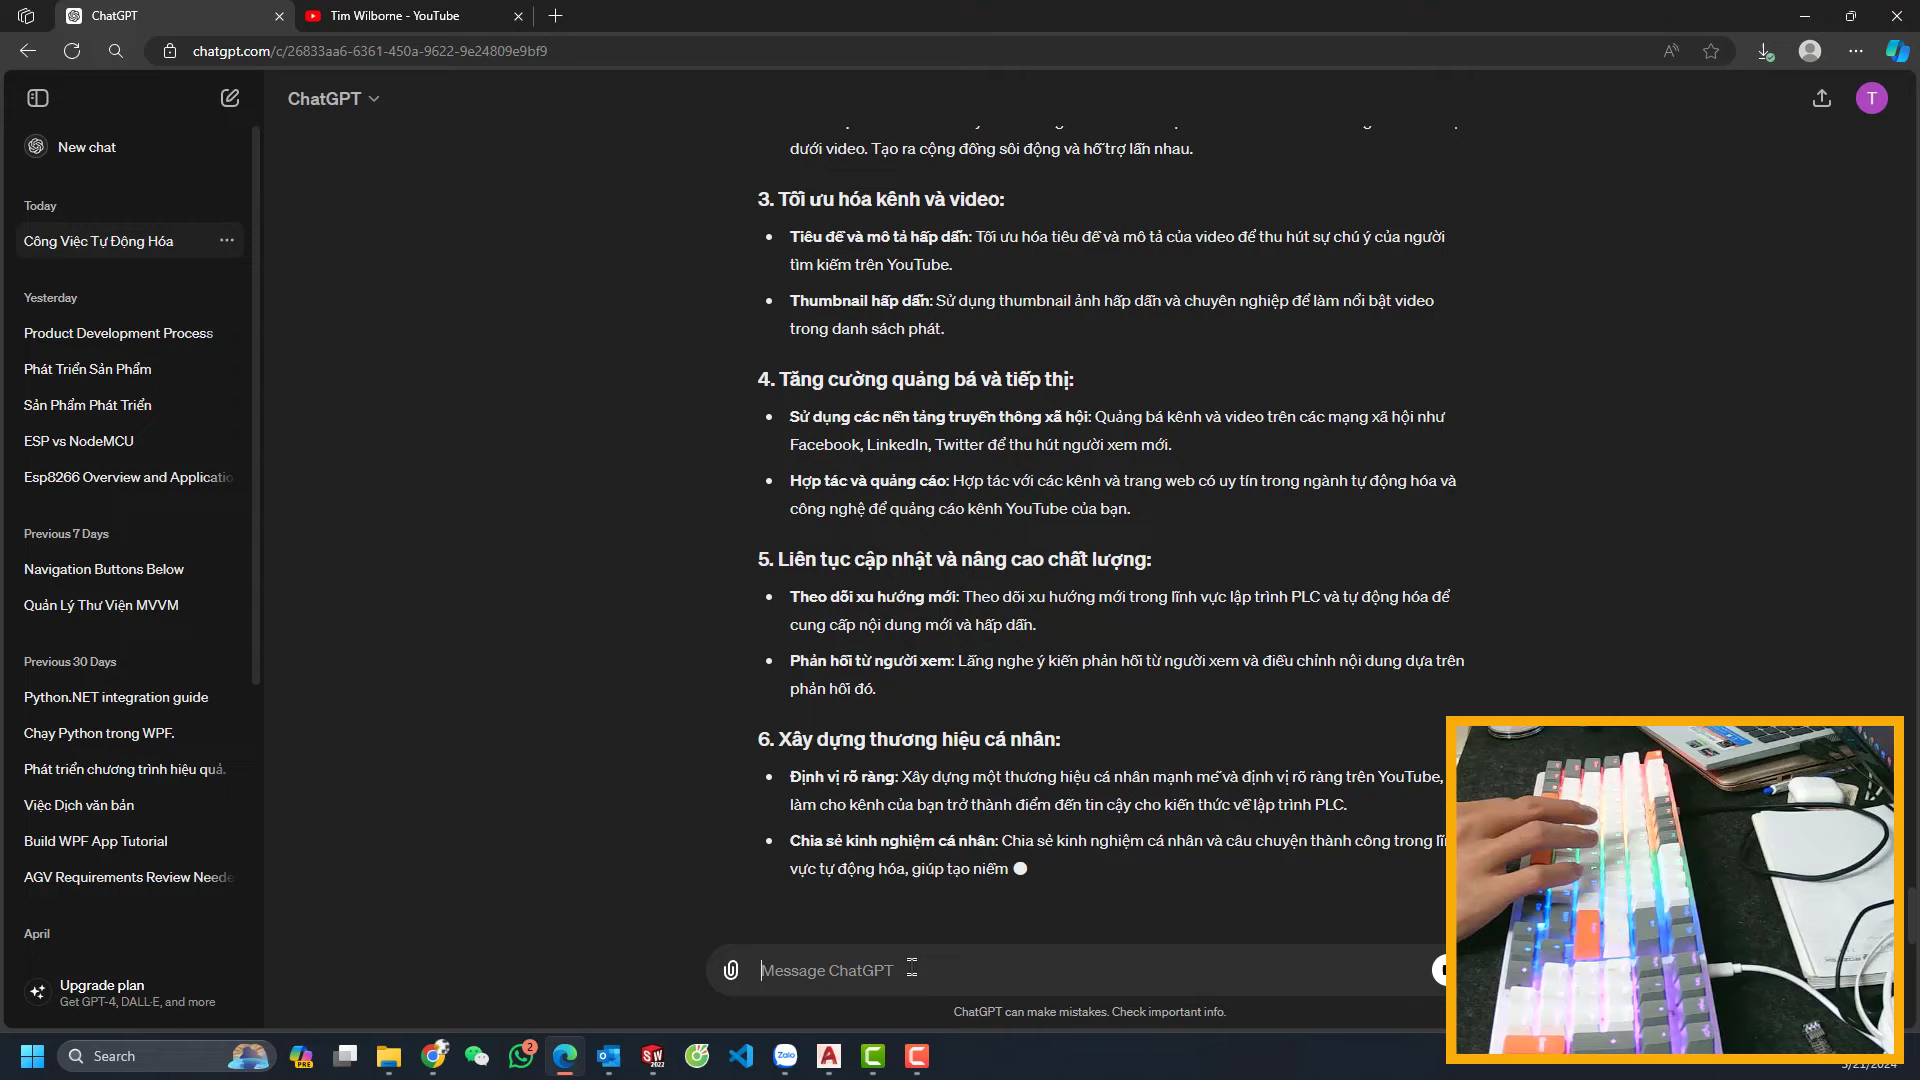 ChatGPT
Tim Wilborne - YouTube
chatgpt.com/c/26833aa6-6361-450a-9622-9e24809e9bf9
ChatGPT
T
New chat
Today
Công Việc Tự Động Hóa
Yesterday
Product Development Process
Phát Triển Sản Phẩm
Sản Phẩm Phát Triển
ESP vs NodeMCU
Esp8266 Overview and Applicatio
Previous 7 Days
Navigation Buttons Below
Quản Lý Thư Viện MVVM
Previous 30 Days
Python.NET integration guide
Chạy Python trong WPF.
Phát triển chương trình hiệu quả.
Việc Dịch văn bản
Build WPF App Tutorial
AGV Requirements Review Neede
April
Upgrade plan
Get GPT-4, DALL-E, and more
dưới video. Tạo ra cộng đồng sôi động và hỗ trợ lẫn nhau.
3. Tối ưu hóa kênh và video:
• Tiêu đề và mô tả hấp dẫn: Tối ưu hóa tiêu đề và mô tả của video để thu hút sự chú ý của người
tìm kiếm trên YouTube.
• Thumbnail hấp dẫn: Sử dụng thumbnail ảnh hấp dẫn và chuyên nghiệp để làm nổi bật video
trong danh sách phát.
4. Tăng cường quảng bá và tiếp thị:
• Sử dụng các nền tảng truyền thông xã hội: Quảng bá kênh và video trên các mạng xã hội như
Facebook, LinkedIn, Twitter để thu hút người xem mới.
• Hợp tác và quảng cáo: Hợp tác với các kênh và trang web có uy tín trong ngành tự động hóa và
công nghệ để quảng cáo kênh YouTube của bạn.
5. Liên tục cập nhật và nâng cao chất lượng:
• Theo dõi xu hướng mới: Theo dõi xu hướng mới trong lĩnh vực lập trình PLC và tự động hóa để
cung cấp nội dung mới và hấp dẫn.
• Phản hồi từ người xem: Lắng nghe ý kiến phản hồi từ người xem và điều chỉnh nội dung dựa trên
phản hồi đó.
6. Xây dựng thương hiệu cá nhân:
• Định vị rõ ràng: Xây dựng một thương hiệu cá nhân mạnh mẽ và định vị rõ ràng trên YouTube,
làm cho kênh của bạn trở thành điểm đến tin cậy cho kiến thức về lập trình PLC.
• Chia sẻ kinh nghiệm cá nhân: Chia sẻ kinh nghiệm cá nhân và câu chuyện thành công trong lĩ
vực tự động hóa, giúp tạo niềm
Message ChatGPT
ChatGPT can make mistakes. Check important info.
Search
PRE
2
SW
2022
Zalo
A
C
C